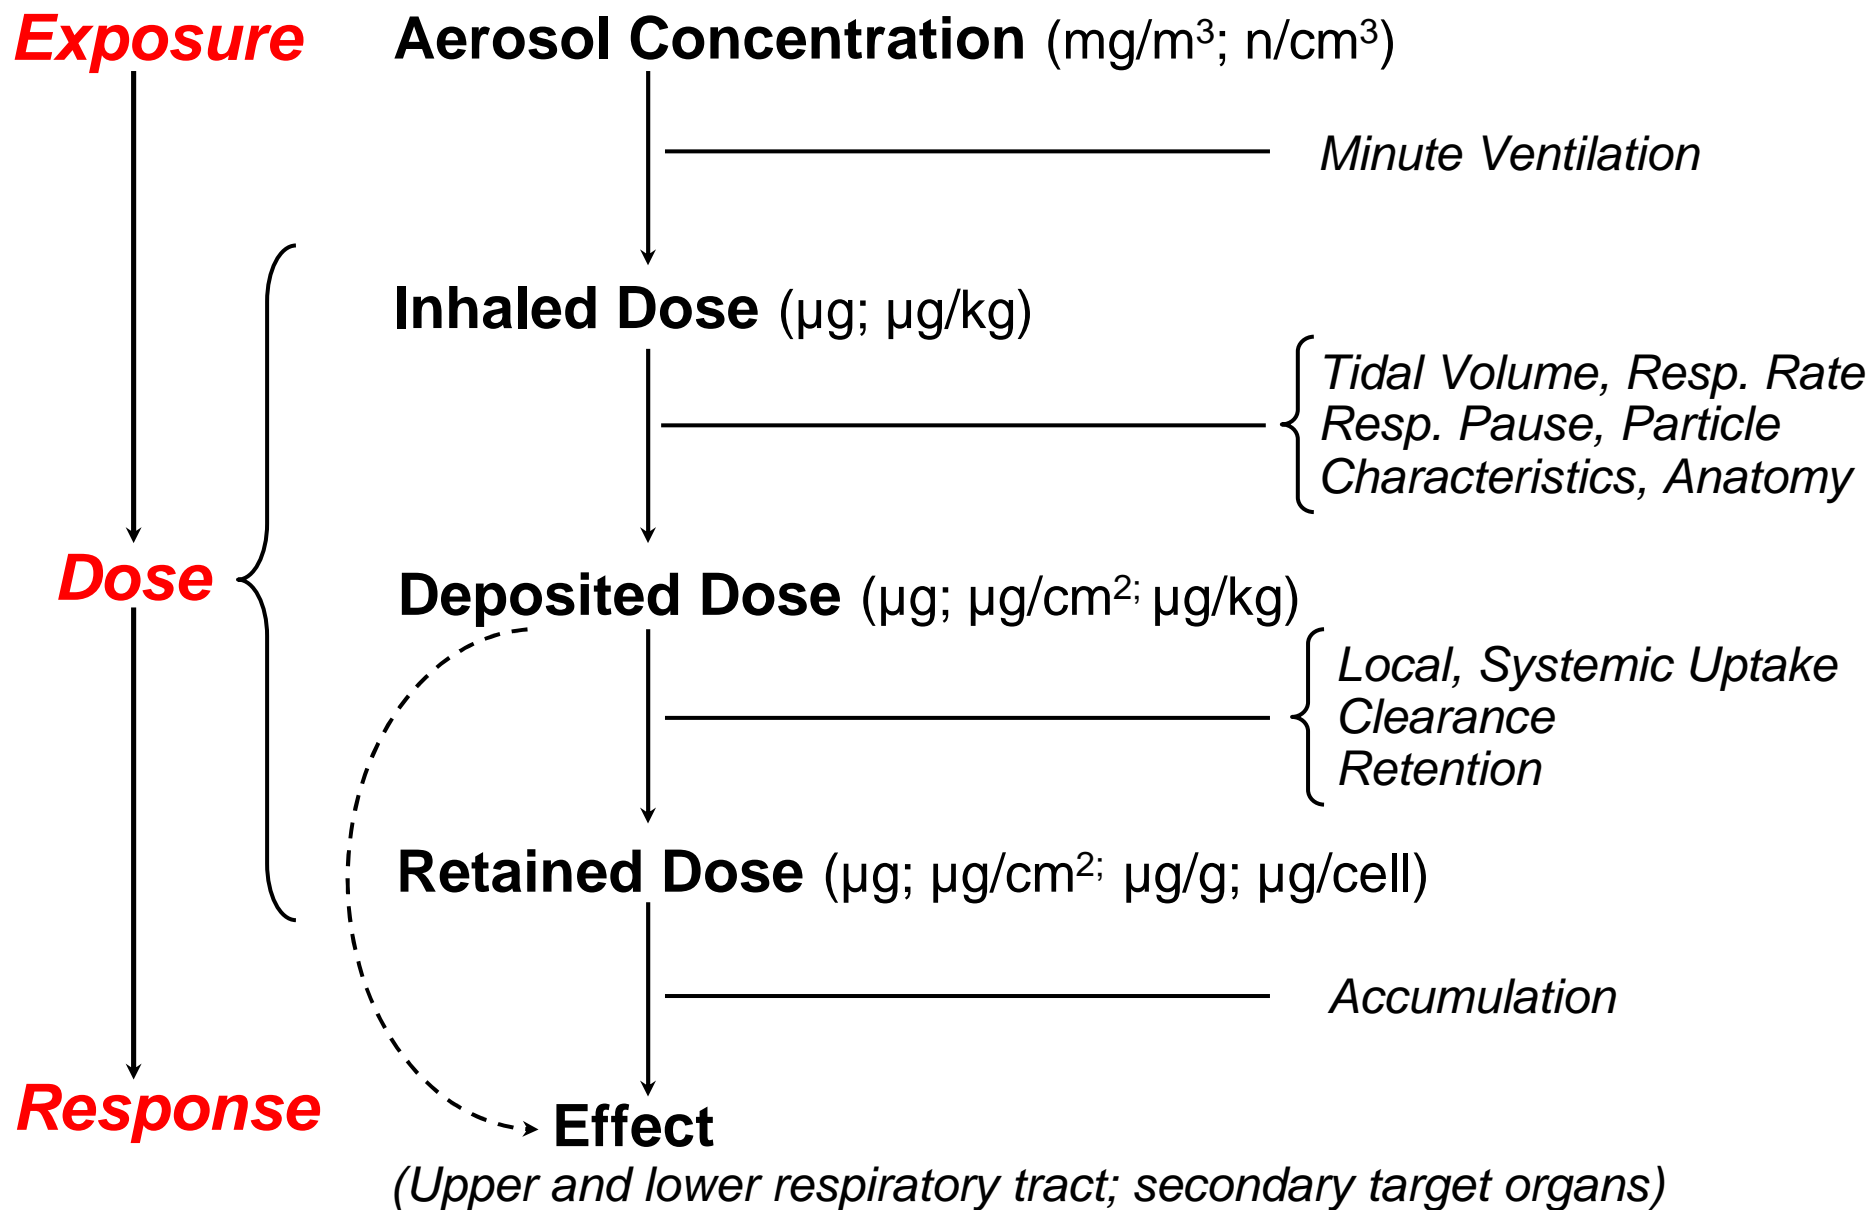 Exposure
Aerosol Concentration (mg/m³; n/cm³)
Minute Ventilation
Inhaled Dose (µg; µg/kg)
Tidal Volume, Resp. Rate
Resp. Pause, Particle
Characteristics, Anatomy
Dose
Deposited Dose (µg; µg/cm²; µg/kg)
Local, Systemic Uptake
Clearance
Retention
Retained Dose (µg; µg/cm²; µg/g; µg/cell)
Accumulation
Response
Effect
(Upper and lower respiratory tract; secondary target organs)